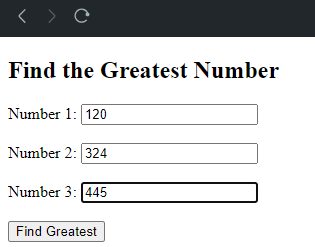 Find the Greatest Number
Number 1: 120
Number 2: 324
Number 3: 445
Find Greatest